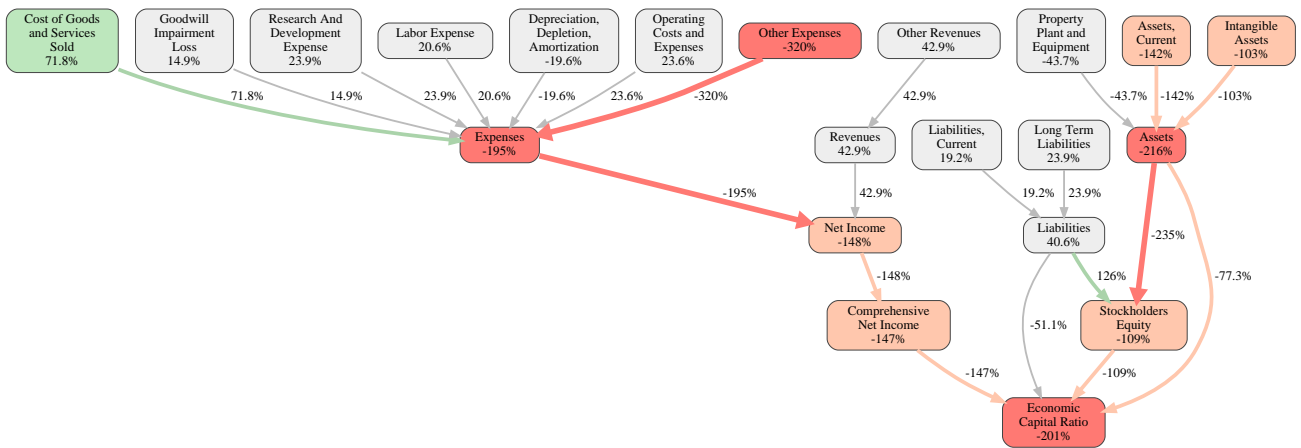 Cost of Goods
and Services
Sold
71.8%
Goodwill
Impairment
Loss
14.9%
Research And
Development
Expense
23.9%
Labor Expense
20.6%
Depreciation,
Depletion,
Amortization
-19.6%
Operating
Costs and
Expenses
23.6%
Other Expenses
-320%
Other Revenues
42.9%
Property
Plant and
Equipment
-43.7%
Assets,
Current
-142%
Intangible
Assets
-103%
71.8%
14.9%
23.9%
20.6%
-19.6%
23.6%
-320%
42.9%
-43.7%
-142%
-103%
Expenses
-195%
Revenues
42.9%
Liabilities,
Current
19.2%
Long Term
Liabilities
23.9%
Assets
-216%
-195%
42.9%
19.2%
23.9%
Net Income
-148%
Liabilities
40.6%
-235%
-148%
126%
-77.3%
Comprehensive
Net Income
-147%
-51.1%
Stockholders
Equity
-109%
-147%
-109%
Economic
Capital Ratio
-201%